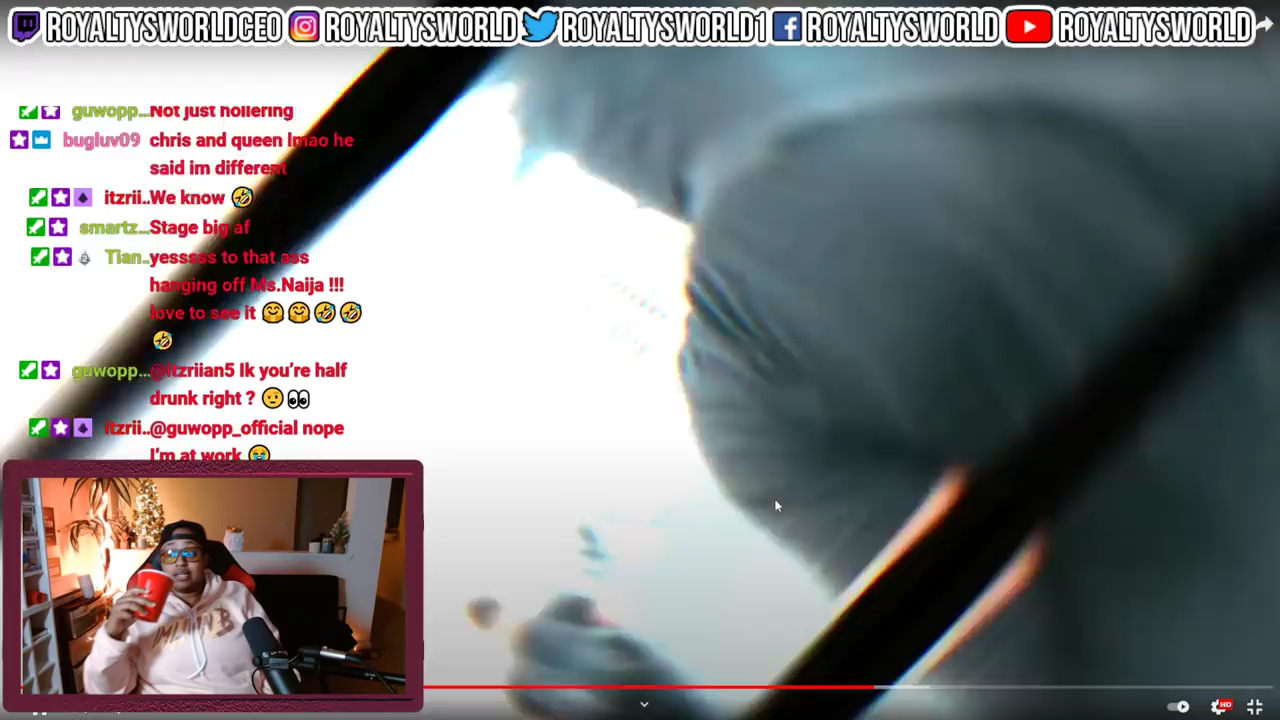 ROYALTYSWORLDCEO ROYALTYSWORLD ROYALTYSWORLD1 ROYALTYSWORLD ROYALTYSWORLD
guwopp... Not just hollering
bugluv09 chris and queen lmao he
said im different
itzrii.. We know 🤣
smartz... Stage big af
Tian.. yesssss to that ass
hanging off Ms.Naija !!!
love to see it 🤗 🤗 🤣 🤣
🤣
guwopp... @itzriian5 Ik you're half
drunk right ? 🤨 👀
itzrii.. @guwopp_official nope
I'm at work 😭
HD